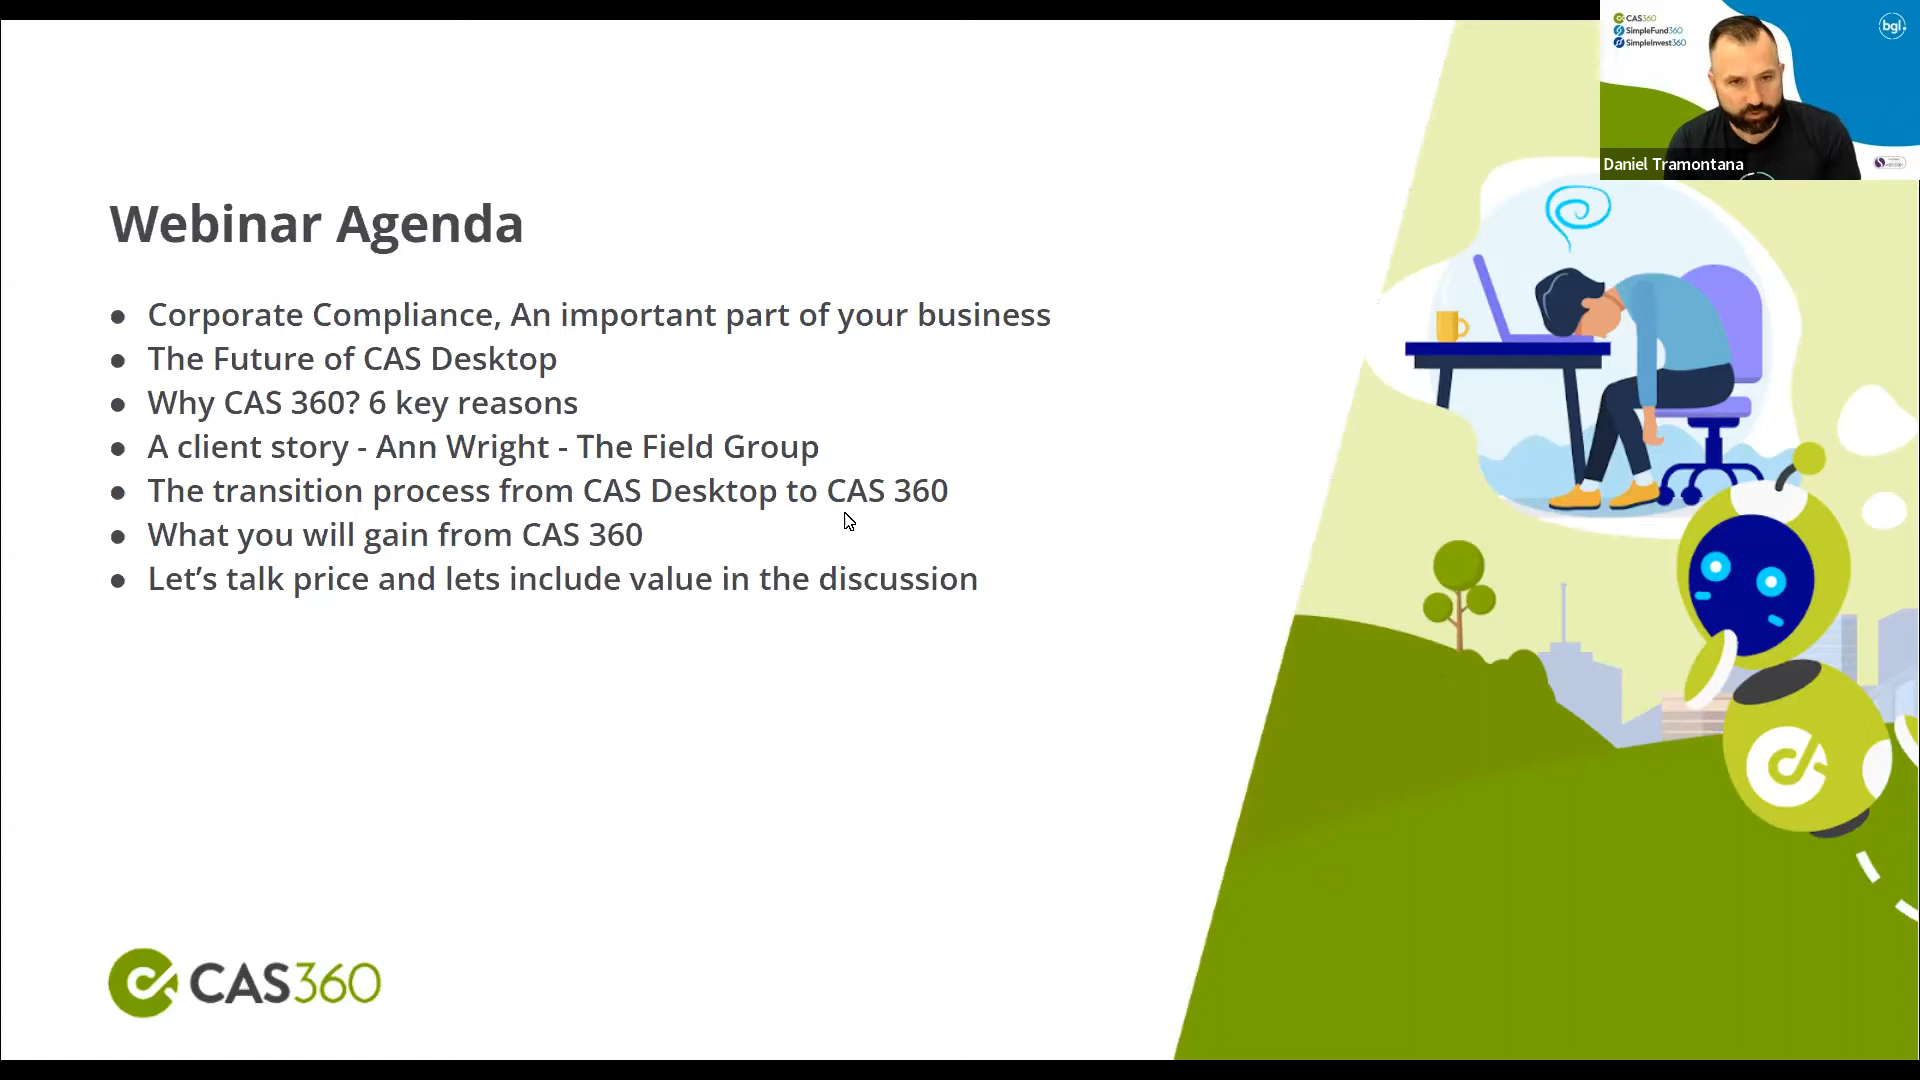 CAS360
SimpleFund360
SimpleInvest360
bgl.
Daniel Tramontana
Webinar Agenda
● Corporate Compliance, An important part of your business
● The Future of CAS Desktop
● Why CAS 360? 6 key reasons
● A client story - Ann Wright - The Field Group
● The transition process from CAS Desktop to CAS 360
● What you will gain from CAS 360
● Let’s talk price and lets include value in the discussion
CAS360